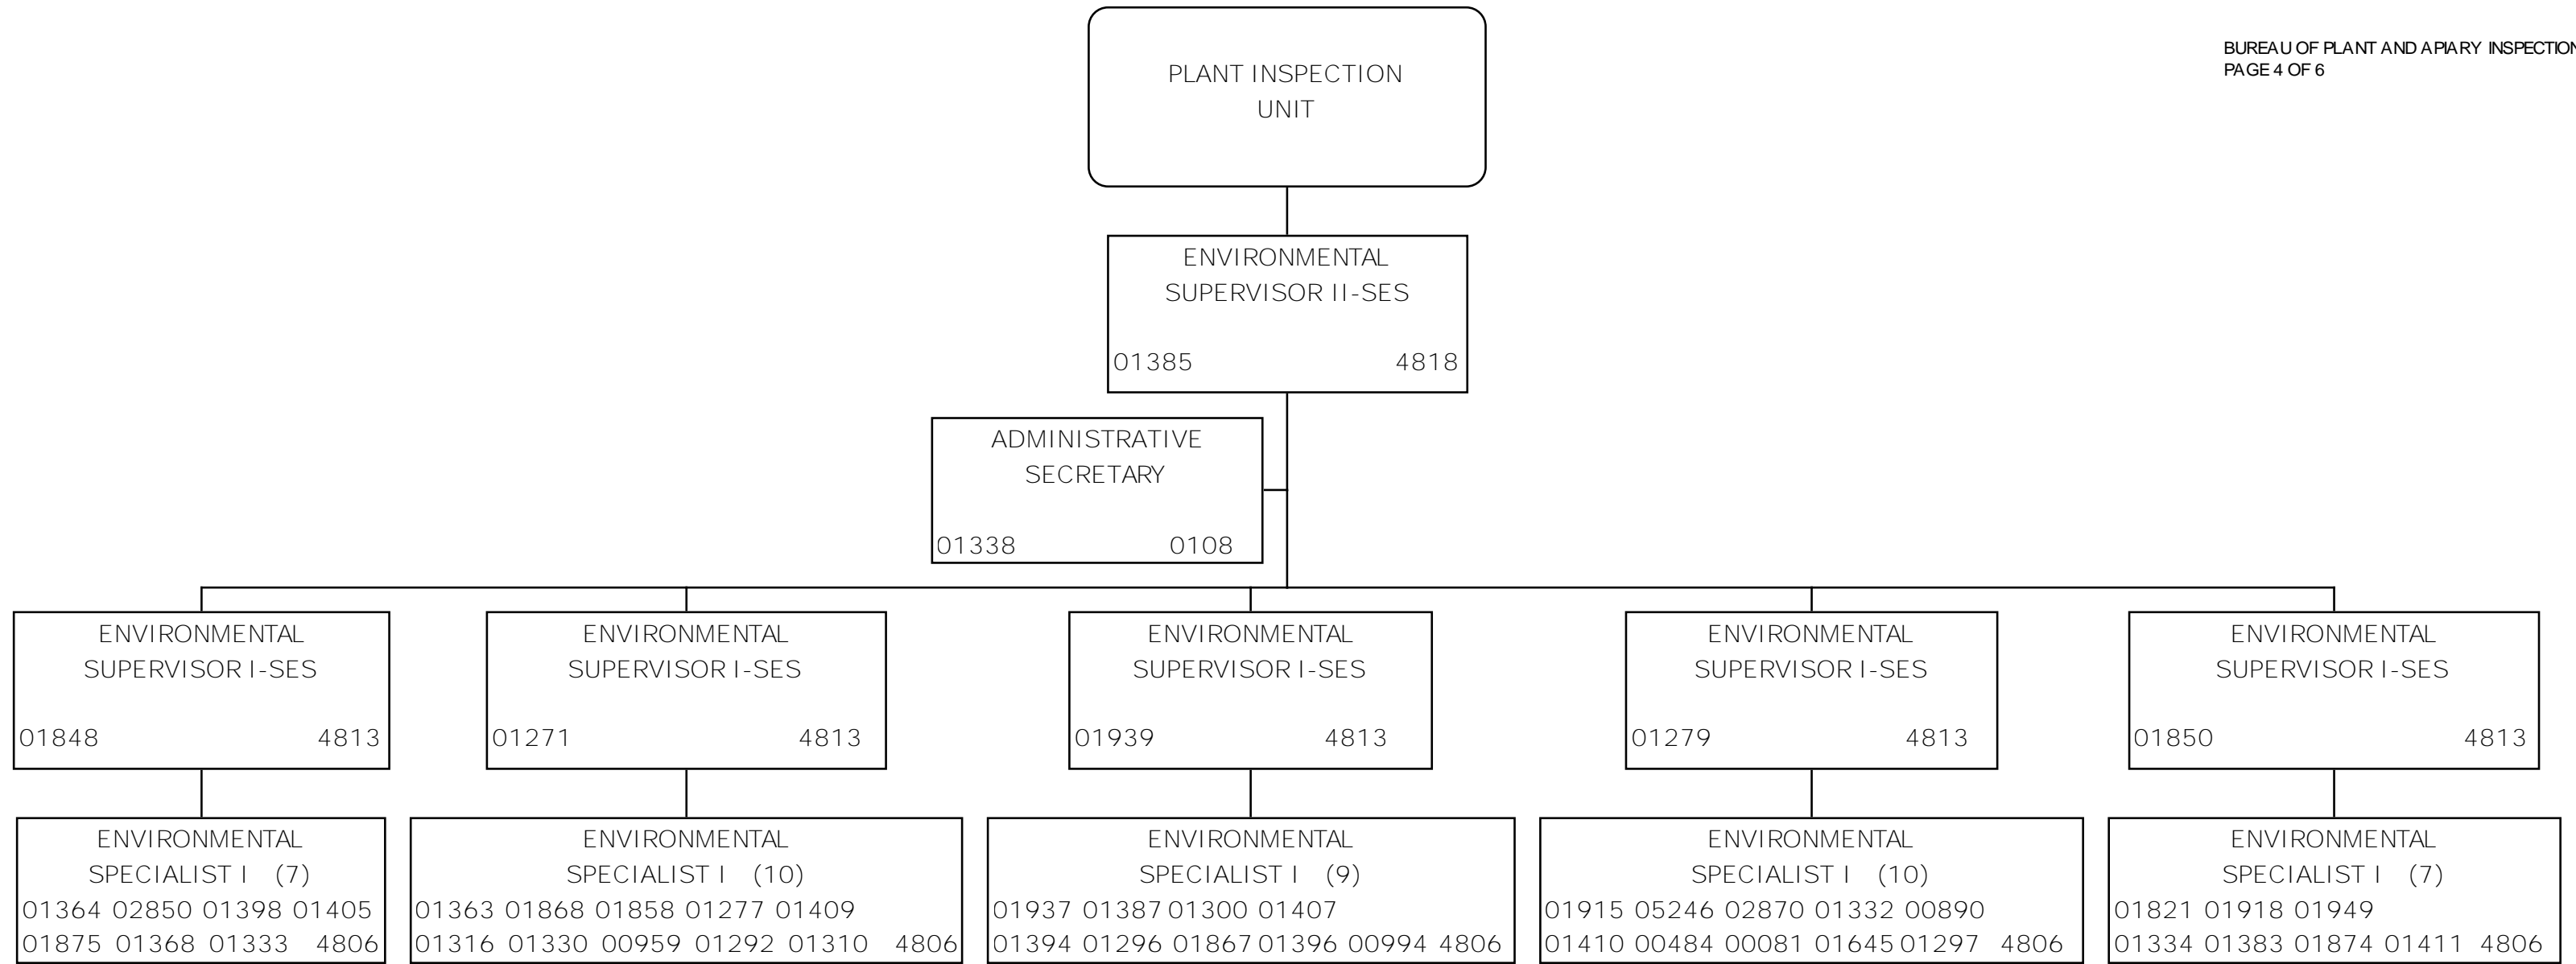 BUREAU OF PLANT AND APIARY INSPECTION
PAGE 4 OF 6
PLANT INSPECTION
UNIT
ENVIRONMENTAL
SUPERVISOR II-SES
01385 4818
ADMINISTRATIVE
SECRETARY
01338 0108
ENVIRONMENTAL
SUPERVISOR I-SES
01848 4813
ENVIRONMENTAL
SUPERVISOR I-SES
01271 4813
ENVIRONMENTAL
SUPERVISOR I-SES
01939 4813
ENVIRONMENTAL
SUPERVISOR I-SES
01279 4813
ENVIRONMENTAL
SUPERVISOR I-SES
01850 4813
ENVIRONMENTAL
SPECIALIST I (7)
01364 02850 01398 01405
01875 01368 01333 4806
ENVIRONMENTAL
SPECIALIST I (10)
01363 01868 01858 01277 01409
01316 01330 00959 01292 01310 4806
ENVIRONMENTAL
SPECIALIST I (9)
01937 01387 01300 01407
01394 01296 01867 01396 00994 4806
ENVIRONMENTAL
SPECIALIST I (10)
01915 05246 02870 01332 00890
01410 00484 00081 01645 01297 4806
ENVIRONMENTAL
SPECIALIST I (7)
01821 01918 01949
01334 01383 01874 01411 4806